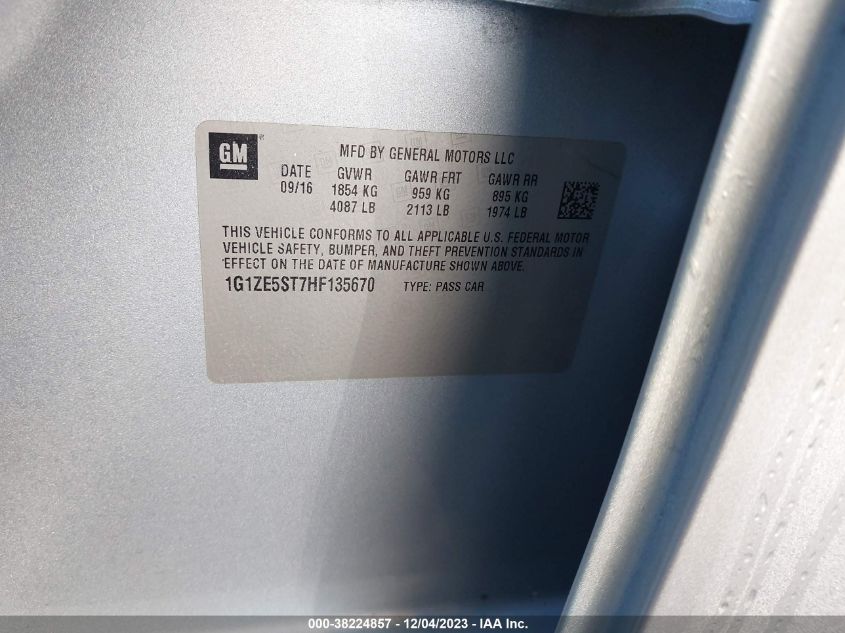 GM
MFD BY GENERAL MOTORS LLC
DATE GVWR GAWR FRT GAWR RR
09/16 1854 KG 959 KG 895 KG
4087 LB 2113 LB 1974 LB
THIS VEHICLE CONFORMS TO ALL APPLICABLE U.S. FEDERAL MOTOR
VEHICLE SAFETY, BUMPER, AND THEFT PREVENTION STANDARDS IN
EFFECT ON THE DATE OF MANUFACTURE SHOWN ABOVE.
1G1ZE5ST7HF135670 TYPE: PASS CAR
000-38224857 - 12/04/2023 - IAA Inc.